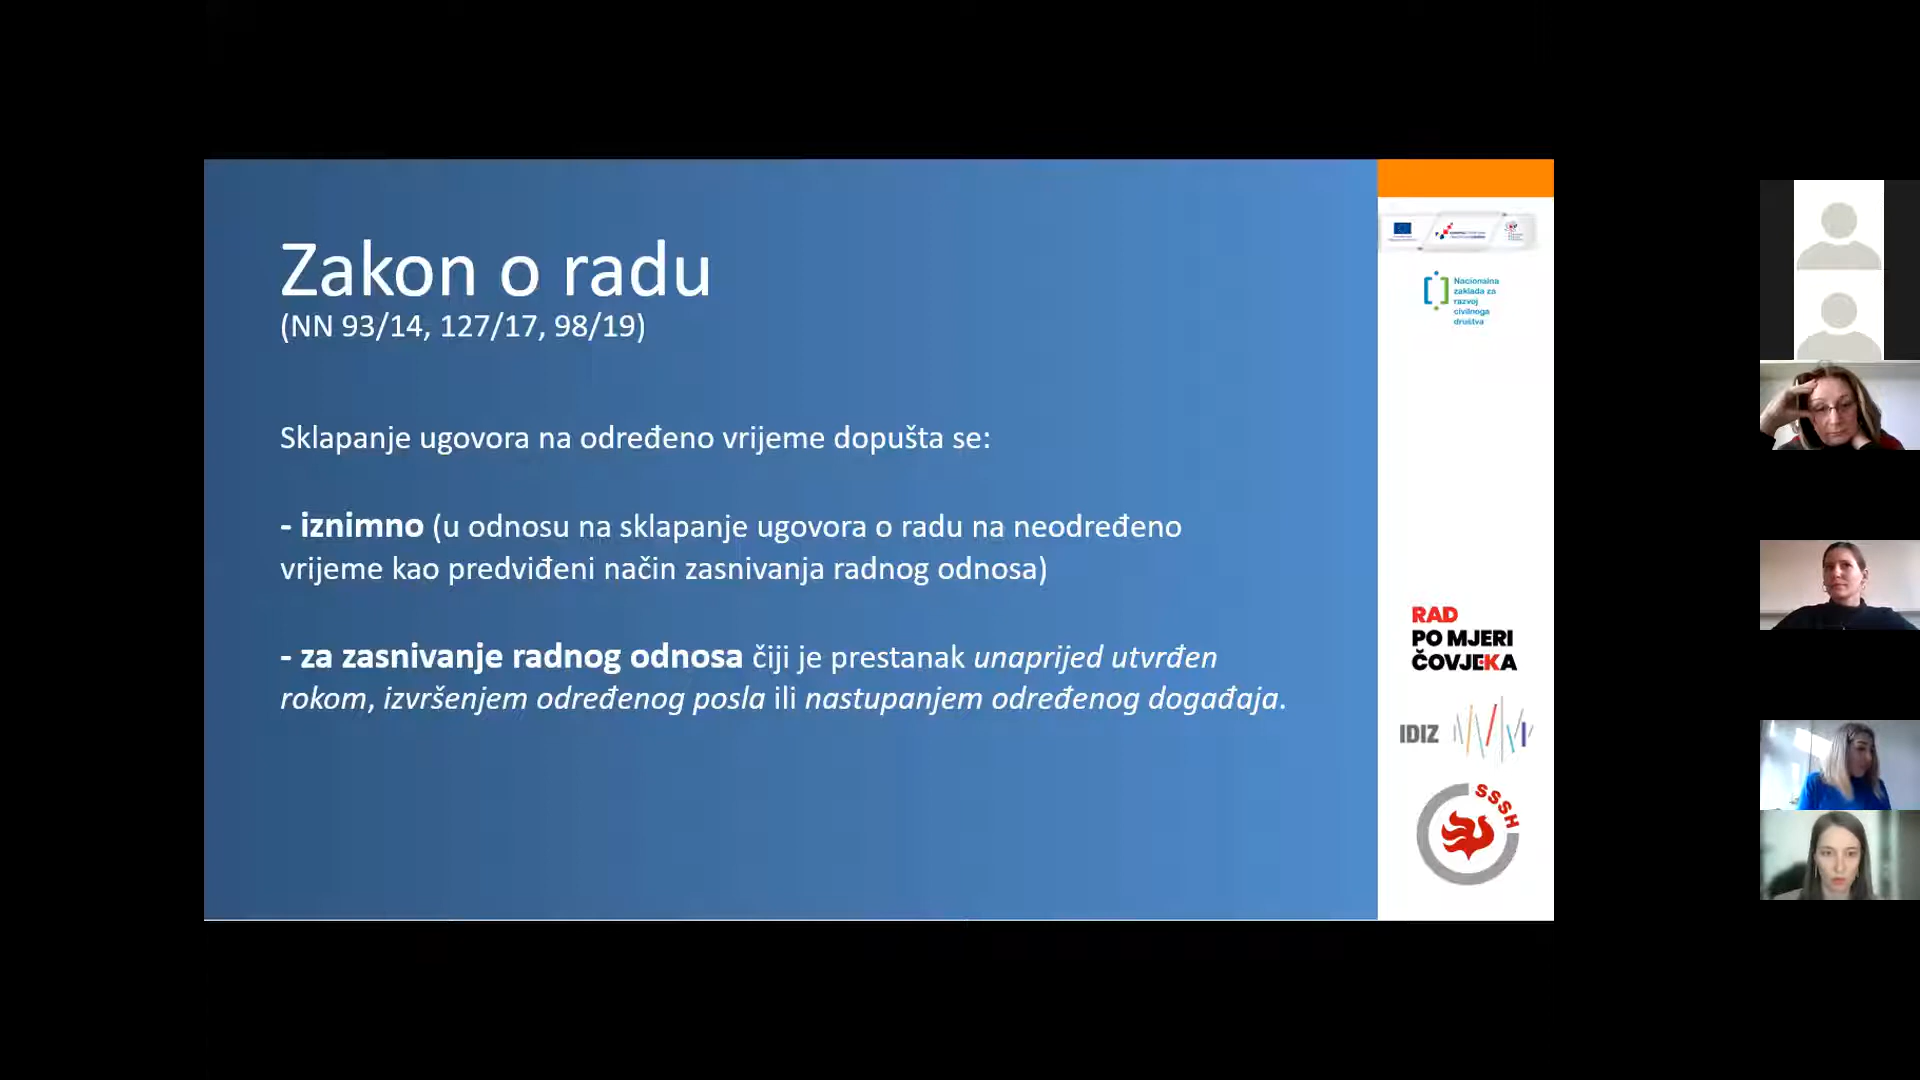 Zakon o radu
(NN 93/14, 127/17, 98/19)
Sklapanje ugovora na određeno vrijeme dopušta se:
- iznimno (u odnosu na sklapanje ugovora o radu na neodređeno
vrijeme kao predviđeni način zasnivanja radnog odnosa)
- za zasnivanje radnog odnosa čiji je prestanak unaprijed utvrđen
rokom, izvršenjem određenog posla ili nastupanjem određenog događaja.
Nacionalna
zaklada za
razvoj
civilnoga
društva
RAD
PO MJERI
ČOVJEKA
IDIZ
SSSH